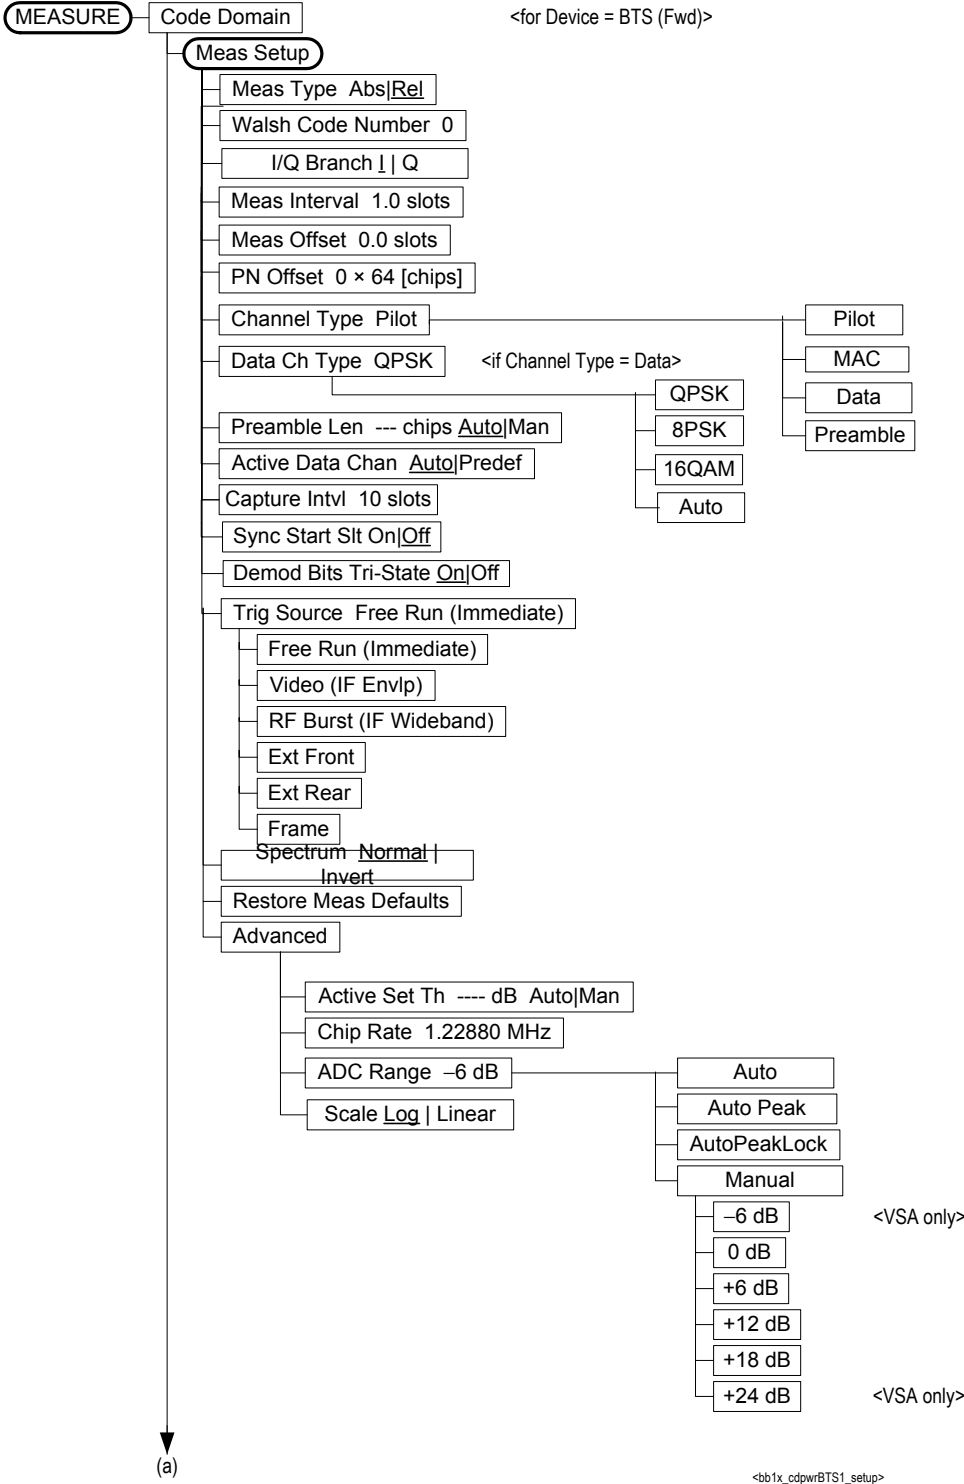 MEASURE Code Domain <for Device = BTS (Fwd)>
Meas Setup
Meas Type Abs|Rel
Walsh Code Number 0
I/Q Branch I | Q
Meas Interval 1.0 slots
Meas Offset 0.0 slots
PN Offset 0 × 64 [chips]
Channel Type Pilot
Pilot
MAC
Data
Preamble
Data Ch Type QPSK <if Channel Type = Data>
QPSK
8PSK
16QAM
Auto
Preamble Len --- chips Auto|Man
Active Data Chan Auto|Predef
Capture Intvl 10 slots
Sync Start Slt On|Off
Demod Bits Tri-State On|Off
Trig Source Free Run (Immediate)
Free Run (Immediate)
Video (IF Envlp)
RF Burst (IF Wideband)
Ext Front
Ext Rear
Frame
Spectrum Normal |
Invert
Restore Meas Defaults
Advanced
Active Set Th ---- dB Auto|Man
Chip Rate 1.22880 MHz
ADC Range –6 dB
Auto
Auto Peak
AutoPeakLock
Manual
–6 dB <VSA only>
0 dB
+6 dB
+12 dB
+18 dB
+24 dB <VSA only>
Scale Log | Linear
(a)
<bb1x_cdpwrBTS1_setup>